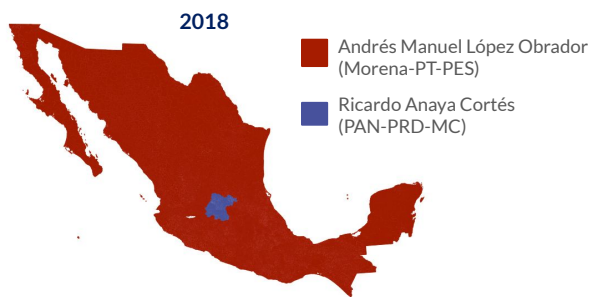 2018
Andrés Manuel López Obrador
(Morena-PT-PES)
Ricardo Anaya Cortés
(PAN-PRD-MC)